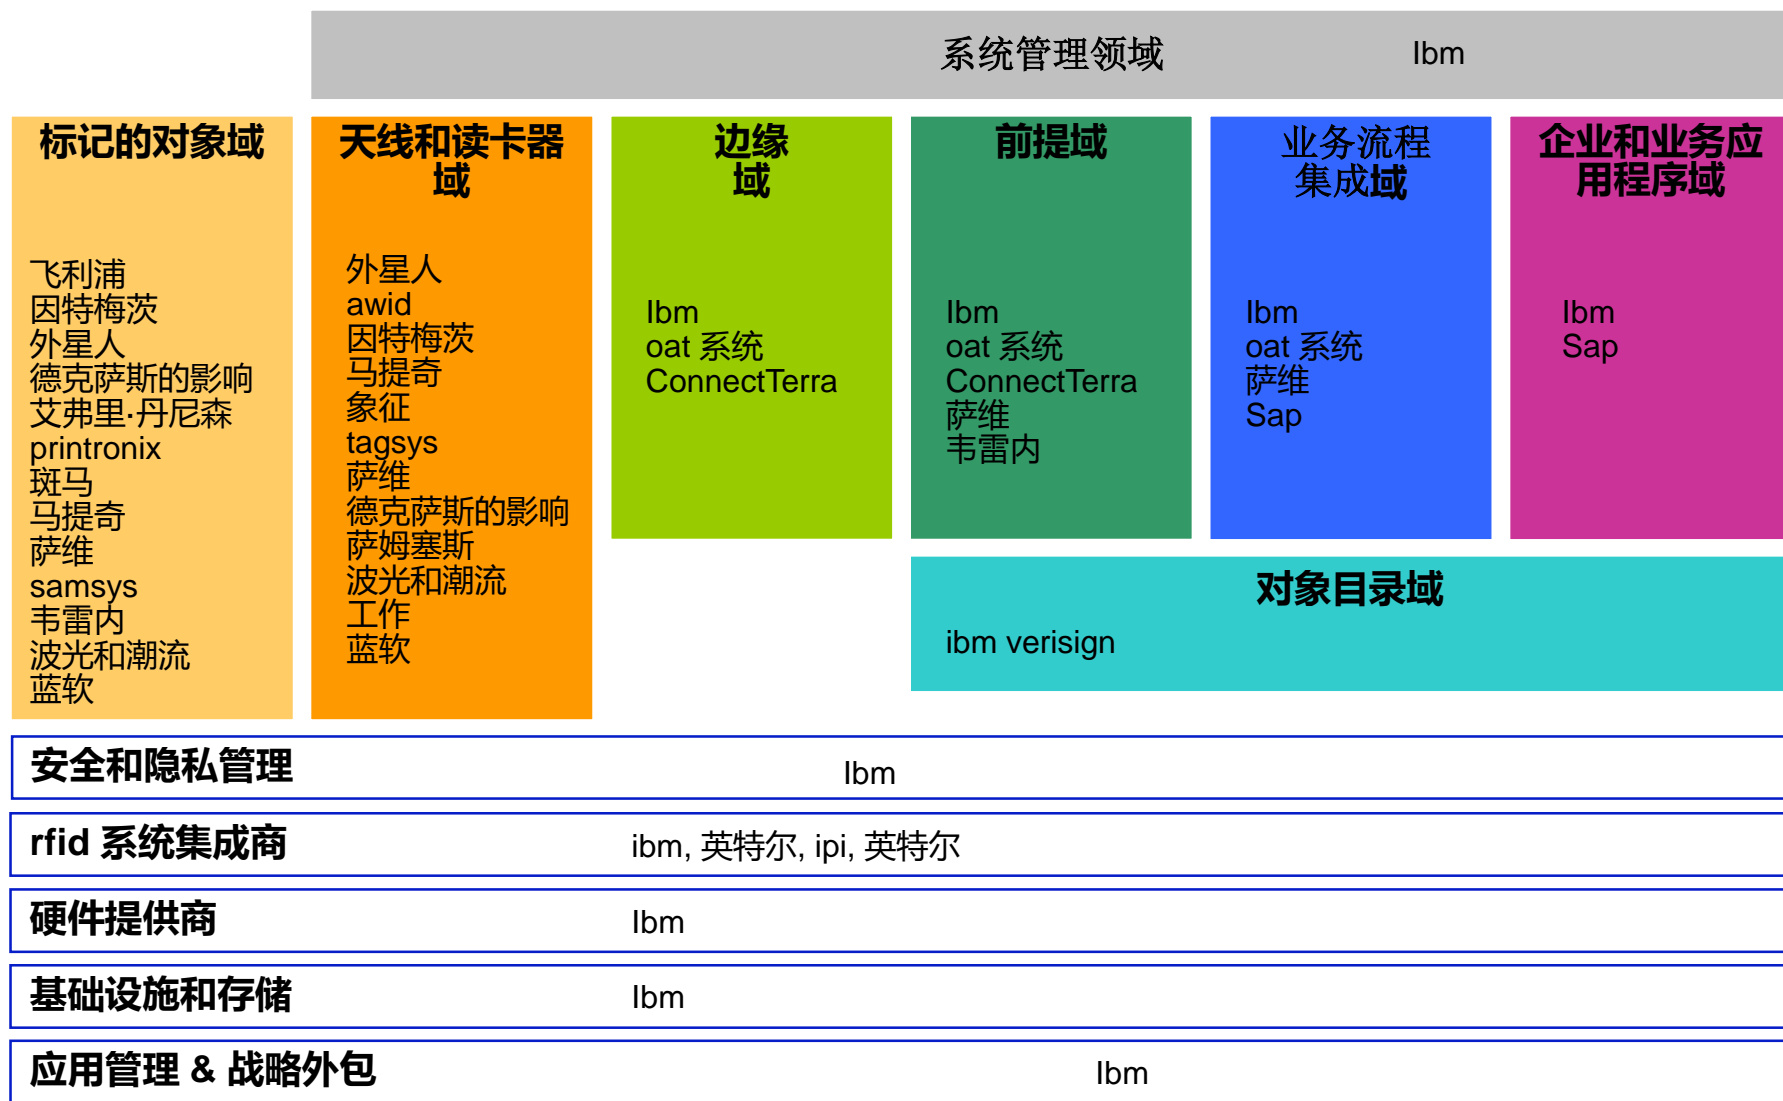 系统管理领域 Ibm
标记的对象域
飞利浦
因特梅茨
外星人
德克萨斯的影响
艾弗里·丹尼森
printronix
斑马
马提奇
萨维
samsys
韦雷内
波光和潮流
蓝软
天线和读卡器
域
外星人
awid
因特梅茨
马提奇
象征
tagsys
萨维
德克萨斯的影响
萨姆塞斯
波光和潮流
工作
蓝软
边缘
域
Ibm
oat 系统
ConnectTerra
前提域
Ibm
oat 系统
ConnectTerra
萨维
韦雷内
业务流程
集成域
Ibm
oat 系统
萨维
Sap
企业和业务应
用程序域
Ibm
Sap
对象目录域
ibm verisign
安全和隐私管理 Ibm
rfid 系统集成商 ibm, 英特尔, ipi, 英特尔
硬件提供商 Ibm
基础设施和存储 Ibm
应用管理 & 战略外包 Ibm